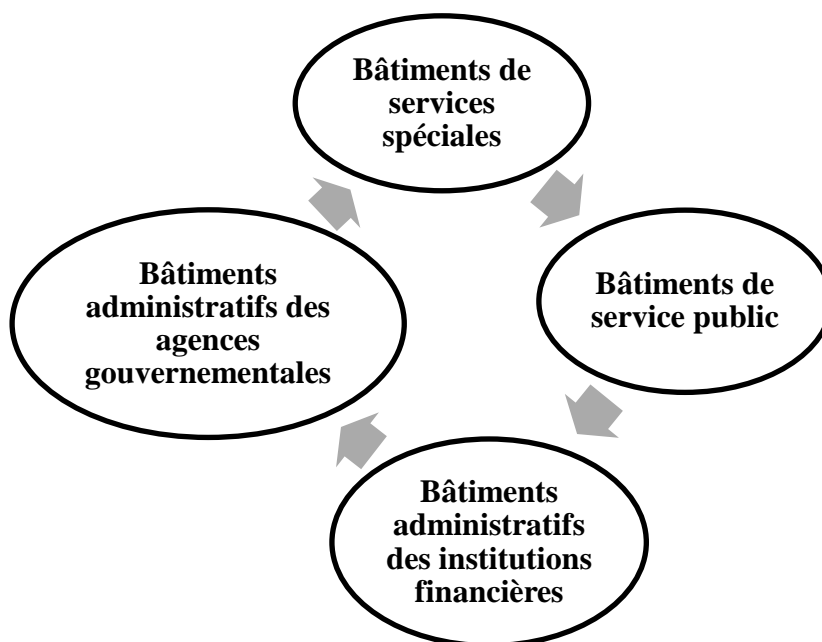 Bâtiments de
services
spéciales
Bâtiments de
service public
Bâtiments
administratifs
des institutions
financières
Bâtiments
administratifs des
agences
gouvernementales